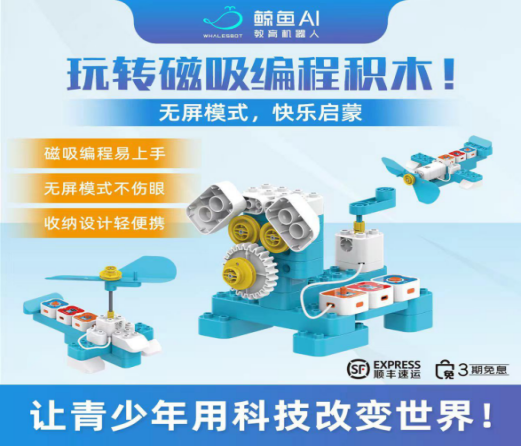 鲸鱼AI
WHALESBOT
教育机器人
玩转磁吸编程积木！
无屏模式，快乐启蒙
磁吸编程易上手
无屏模式不伤眼
收纳设计轻便携
SF EXPRESS
顺丰速运
免 3期免息
让青少年用科技改变世界！